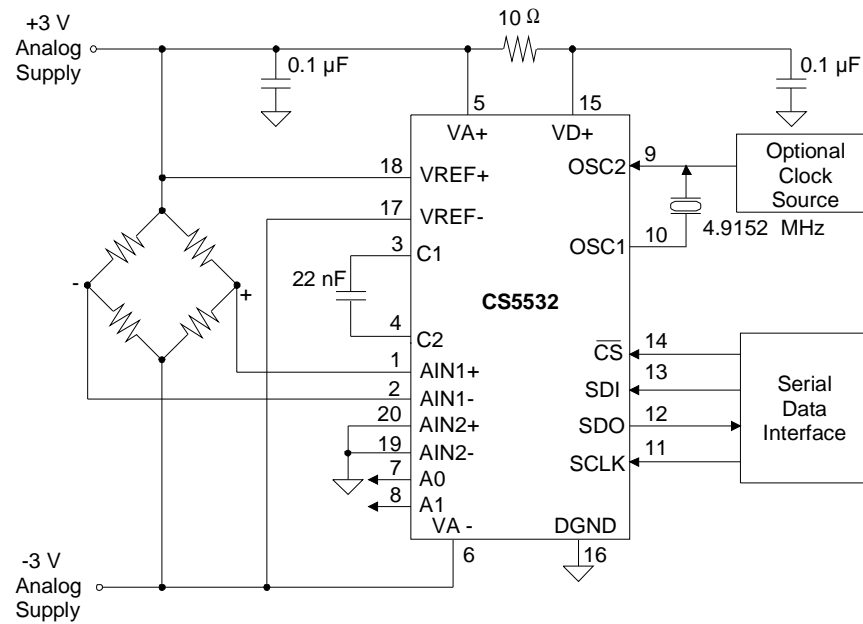 +3 V
Analog
Supply
10 Ω
0.1 µF
0.1 µF
5
15
VA+
VD+
18
VREF+
17
VREF-
3
C1
22 nF
4
C2
1
AIN1+
2
AIN1-
20
AIN2+
19
AIN2-
7
A0
8
A1
VA -
6
DGND
16
CS5532
OSC2
9
OSC1
10
4.9152 MHz
Optional
Clock
Source
CS
14
SDI
13
SDO
12
SCLK
11
Serial
Data
Interface
-
+
-3 V
Analog
Supply